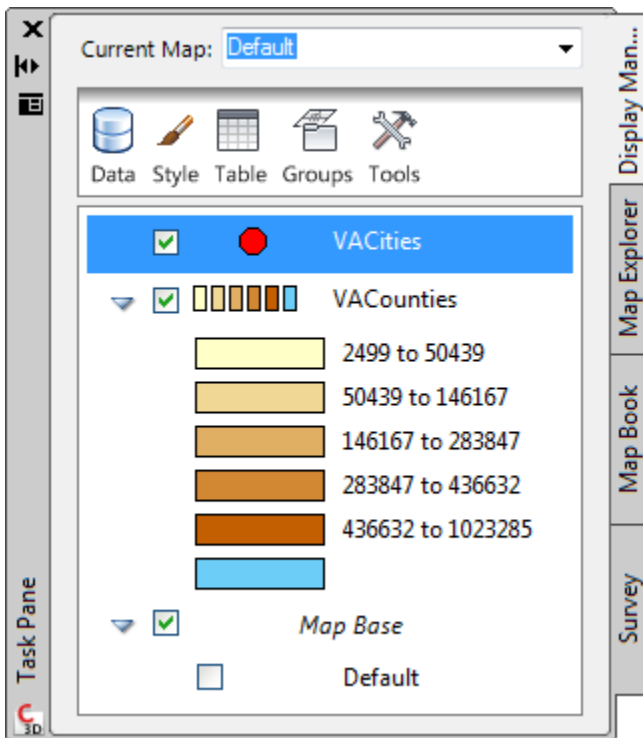 Current Map: Default
Data Style Table Groups Tools
VACities
VACounties
2499 to 50439
50439 to 146167
146167 to 283847
283847 to 436632
436632 to 1023285
Map Base
Default
Display Man...
Map Explorer
Map Book
Survey
Task Pane
C
3D